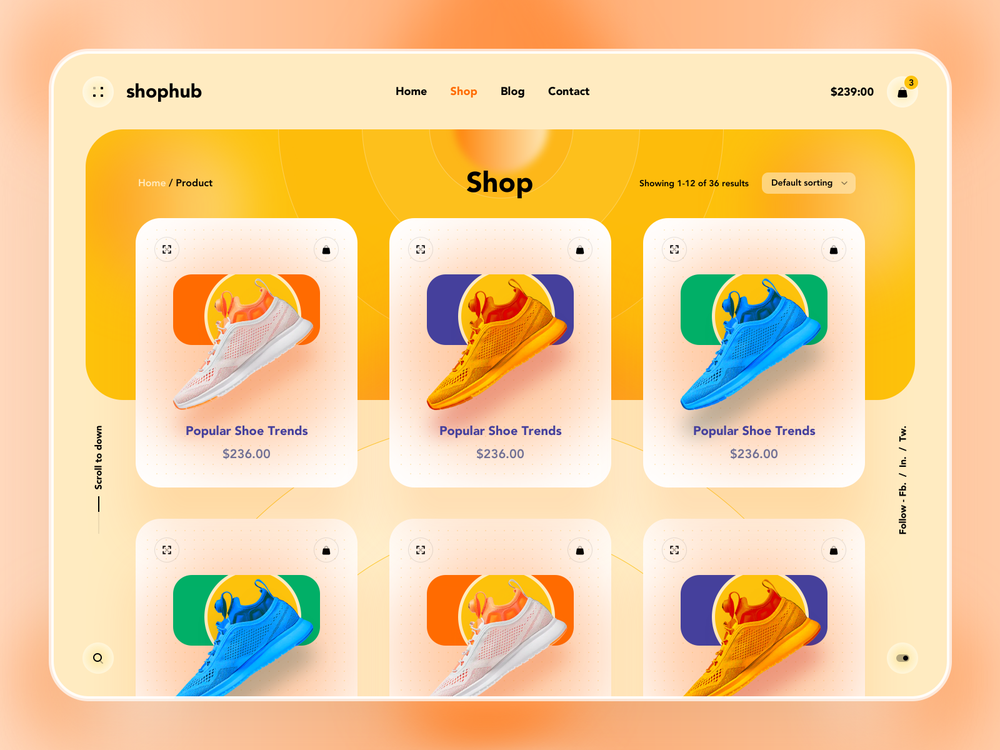 shophub
Home Shop Blog Contact
$239:00
3
Home / Product
Shop
Showing 1-12 of 36 results
Default sorting
Popular Shoe Trends
$236.00
Popular Shoe Trends
$236.00
Popular Shoe Trends
$236.00
Scroll to down
Follow - Fb. / In. / Tw.